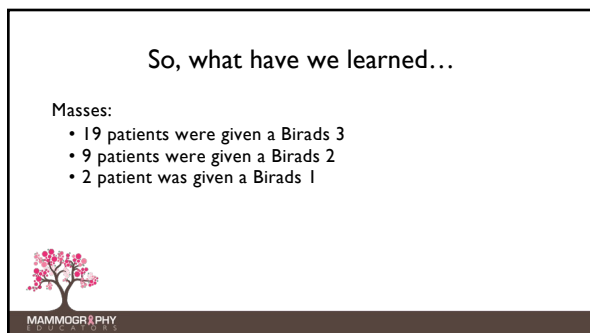 So, what have we learned…
Masses:
• 19 patients were given a Birads 3
• 9 patients were given a Birads 2
• 2 patient was given a Birads 1
MAMMOGRAPHY
EDUCATORS